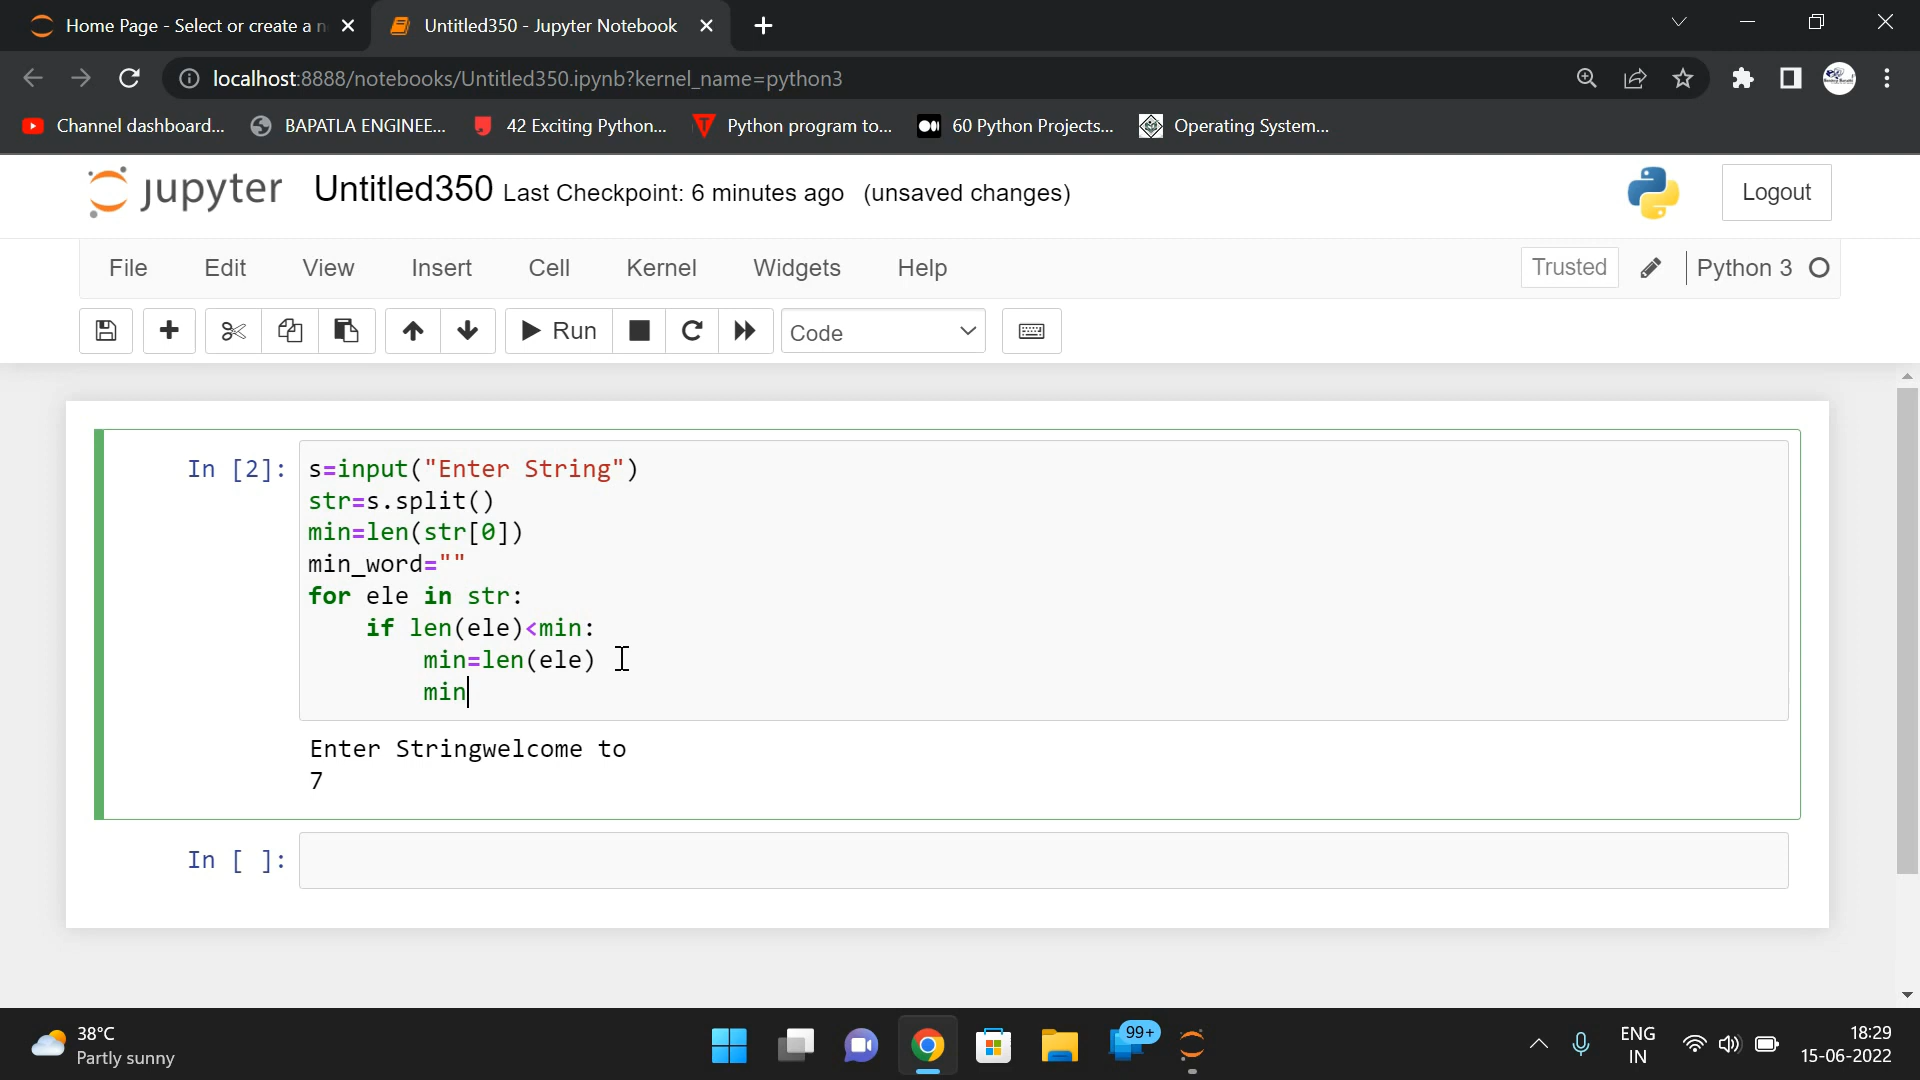 Home Page - Select or create a n
Untitled350 - Jupyter Notebook
localhost:8888/notebooks/Untitled350.ipynb?kernel_name=python3
Channel dashboard...
BAPATLA ENGINEE...
42 Exciting Python...
Python program to...
60 Python Projects...
Operating System...
jupyter Untitled350 Last Checkpoint: 6 minutes ago (unsaved changes)
Logout
File Edit View Insert Cell Kernel Widgets Help
Trusted
Python 3
Run
Code
In [2]: s=input("Enter String")
str=s.split()
min=len(str[0])
min_word=""
for ele in str:
if len(ele)<min:
min=len(ele)
min
Enter Stringwelcome to
7
In [ ]:
38°C
Partly sunny
99+
ENG
IN
18:29
15-06-2022